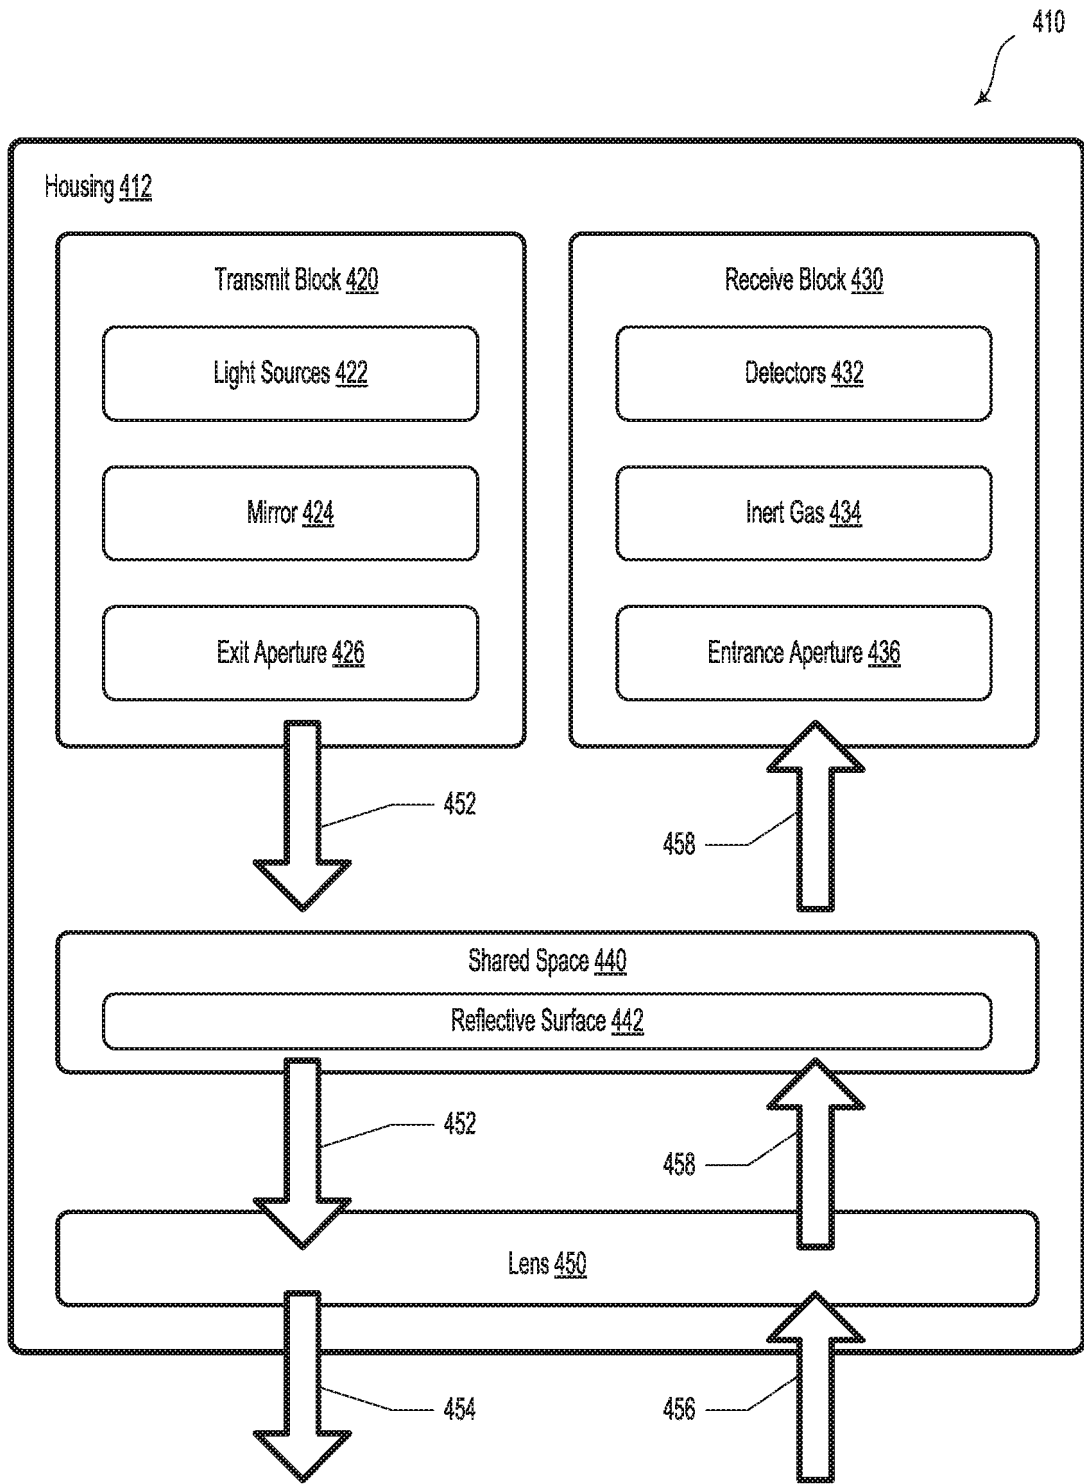 410
Housing 412
Transmit Block 420
Receive Block 430
Light Sources 422
Detectors 432
Mirror 424
Inert Gas 434
Exit Aperture 426
Entrance Aperture 436
452
458
Shared Space 440
Reflective Surface 442
452
458
Lens 450
454
456